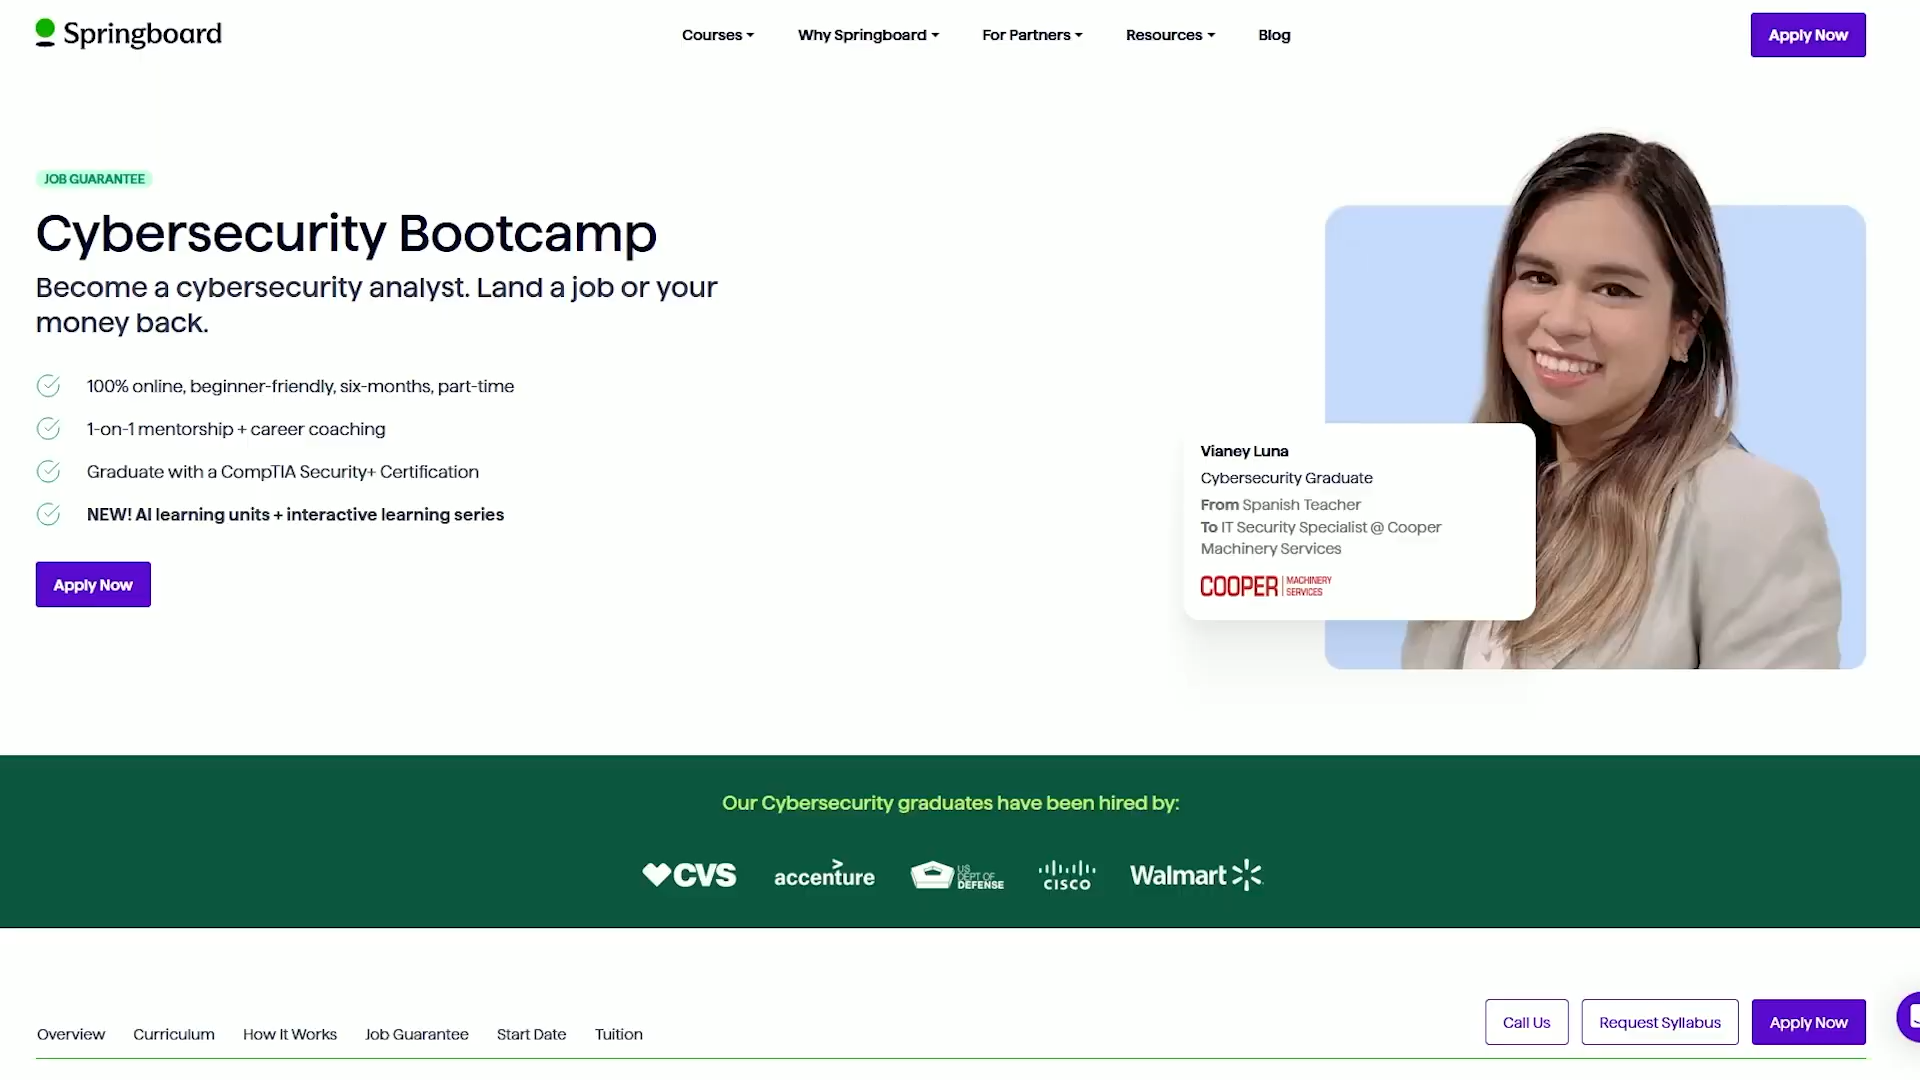 Springboard
Courses
Why Springboard
For Partners
Resources
Blog
Apply Now
JOB GUARANTEE
Cybersecurity Bootcamp
Become a cybersecurity analyst. Land a job or your
money back.
100% online, beginner-friendly, six-months, part-time
1-on-1 mentorship + career coaching
Graduate with a CompTIA Security+ Certification
NEW! AI learning units + interactive learning series
Apply Now
Vianey Luna
Cybersecurity Graduate
From Spanish Teacher
To IT Security Specialist @ Cooper
Machinery Services
COOPER MACHINERY
SERVICES
Our Cybersecurity graduates have been hired by:
CVS
accenture
US
DEPT OF
DEFENSE
CISCO
Walmart
Overview
Curriculum
How It Works
Job Guarantee
Start Date
Tuition
Call Us
Request Syllabus
Apply Now